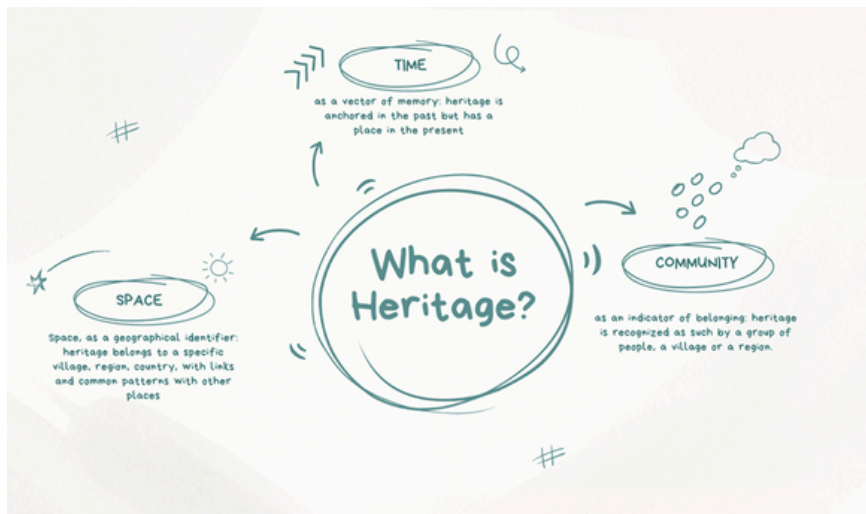 TIME
as a vector of memory: heritage is
anchored in the past but has a
place in the present
What is
Heritage?
SPACE
Space, as a geographical identifier:
heritage belongs to a specific
village, region, country, with links
and common patterns with other
places
COMMUNITY
as an indicator of belonging: heritage
is recognized as such by a group of
people, a village or a region.